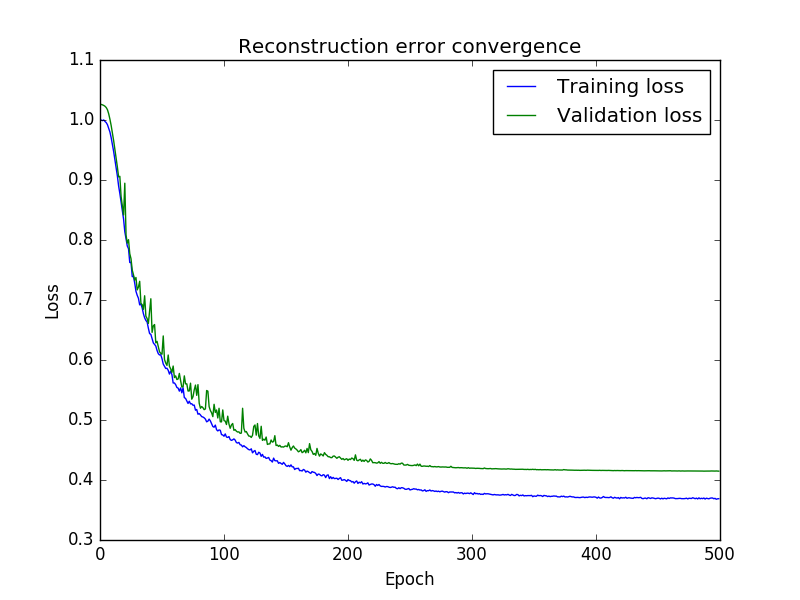 Reconstruction error convergence
Training loss
Validation loss
1.1
1.0
0.9
0.8
0.7
0.6
0.5
0.4
0.3
Loss
0 100 200 300 400 500
Epoch